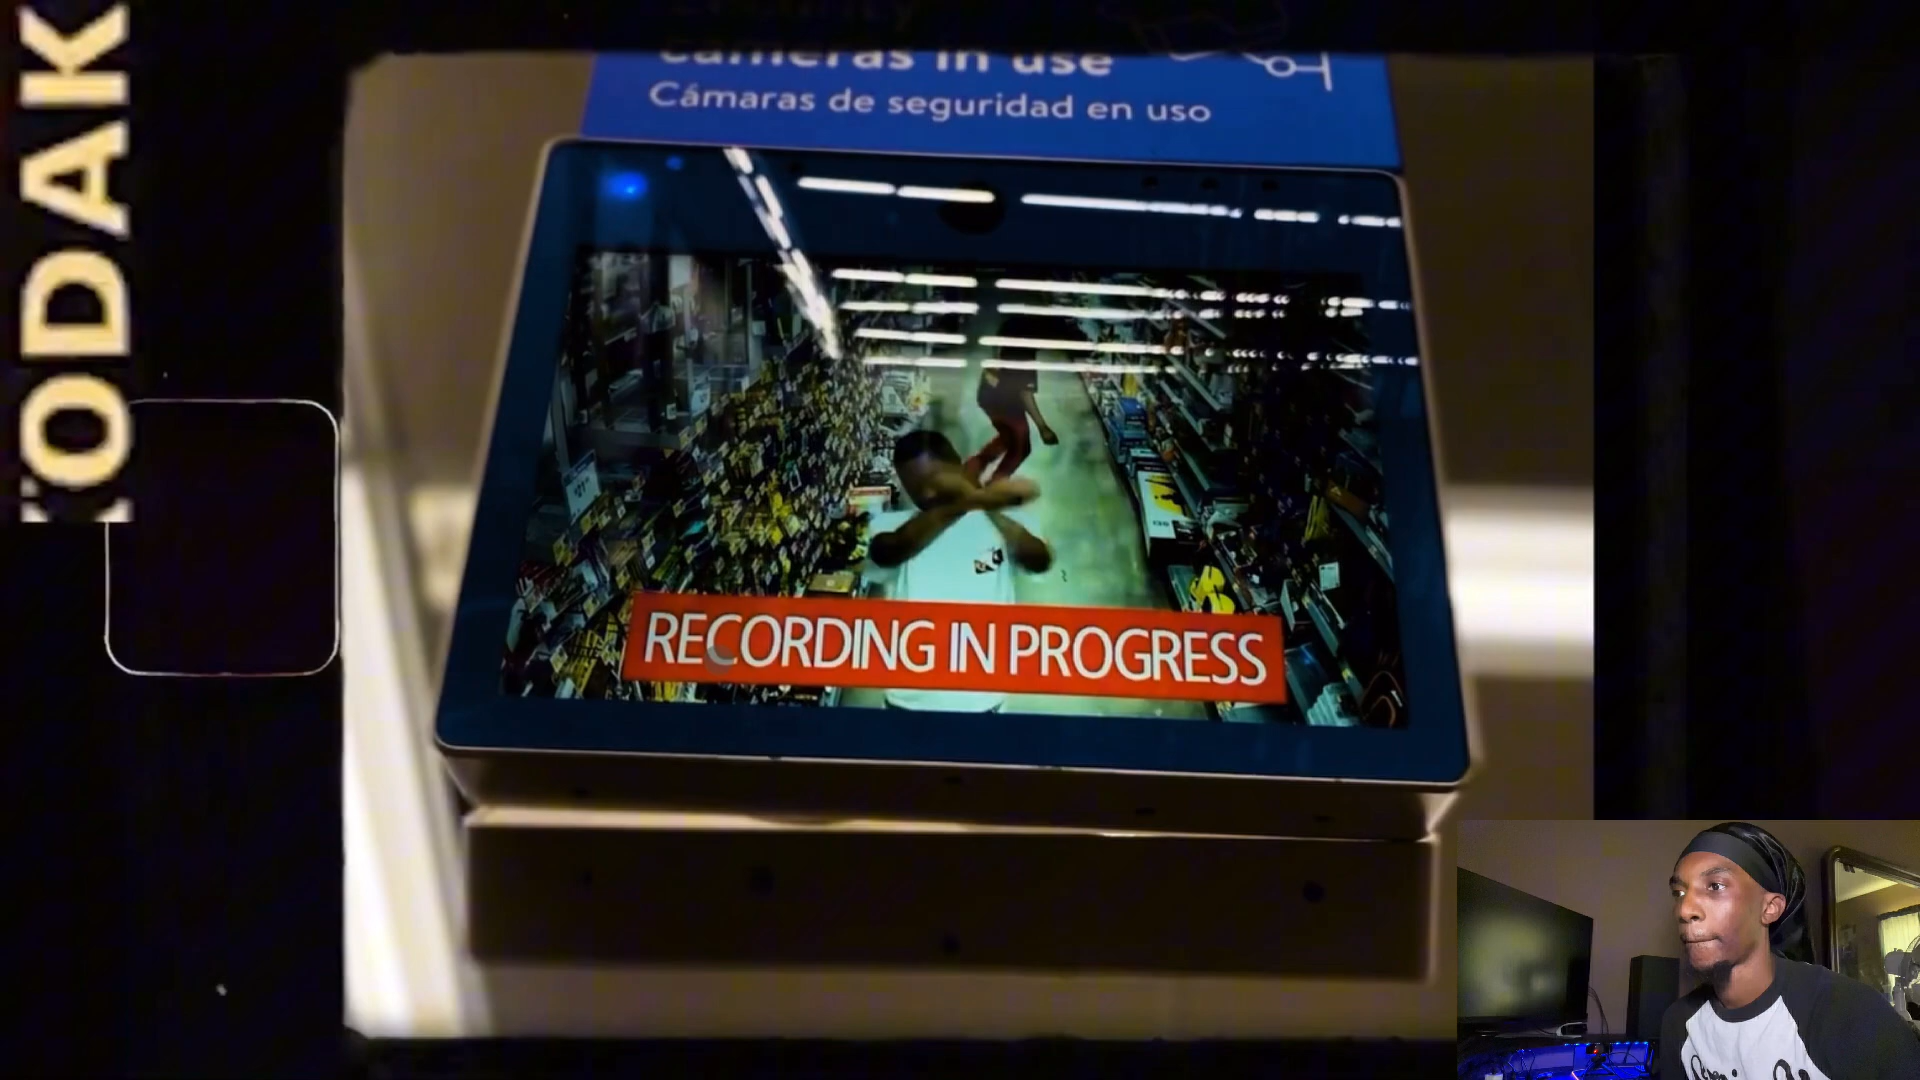 KODAK
cameras in use
Cámaras de seguridad en uso
RECORDING IN PROGRESS